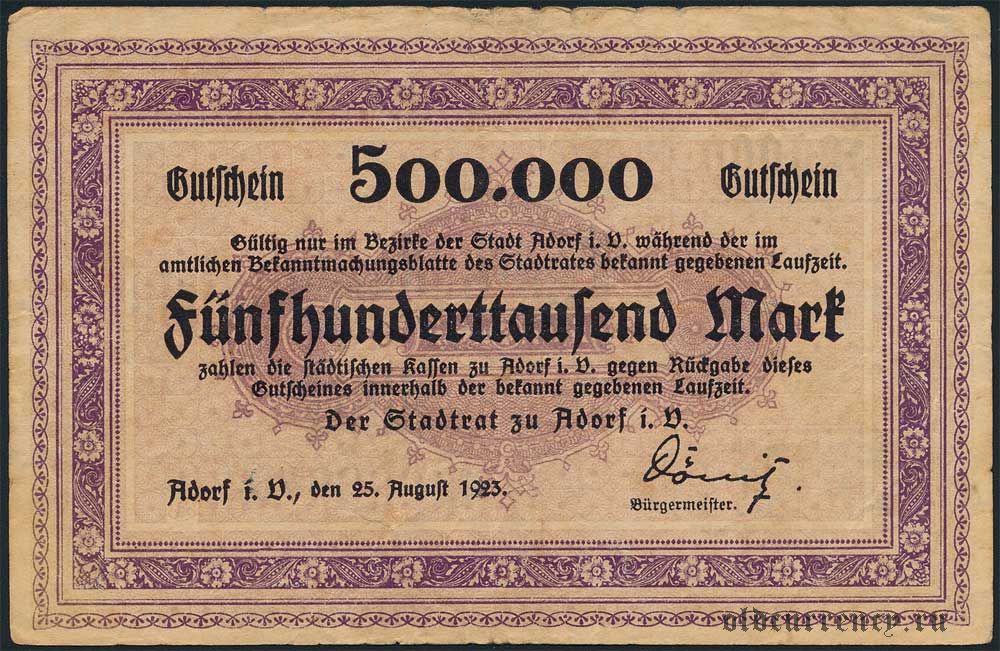 Gutschein 500.000 Gutschein
Gültig nur im Bezirke der Stadt Adorf i. V. während der im
amtlichen Bekanntmachungsblatte des Stadtrates bekannt gegebenen Laufzeit.
Fünfhunderttausend Mark
zahlen die städtischen Kassen zu Adorf i. V. gegen Rückgabe dieses
Gutscheines innerhalb der bekannt gegebenen Laufzeit.
Der Stadtrat zu Adorf i. V.
Adorf i. V., den 25. August 1923.
Bürgermeister.
oldcurrency.ru